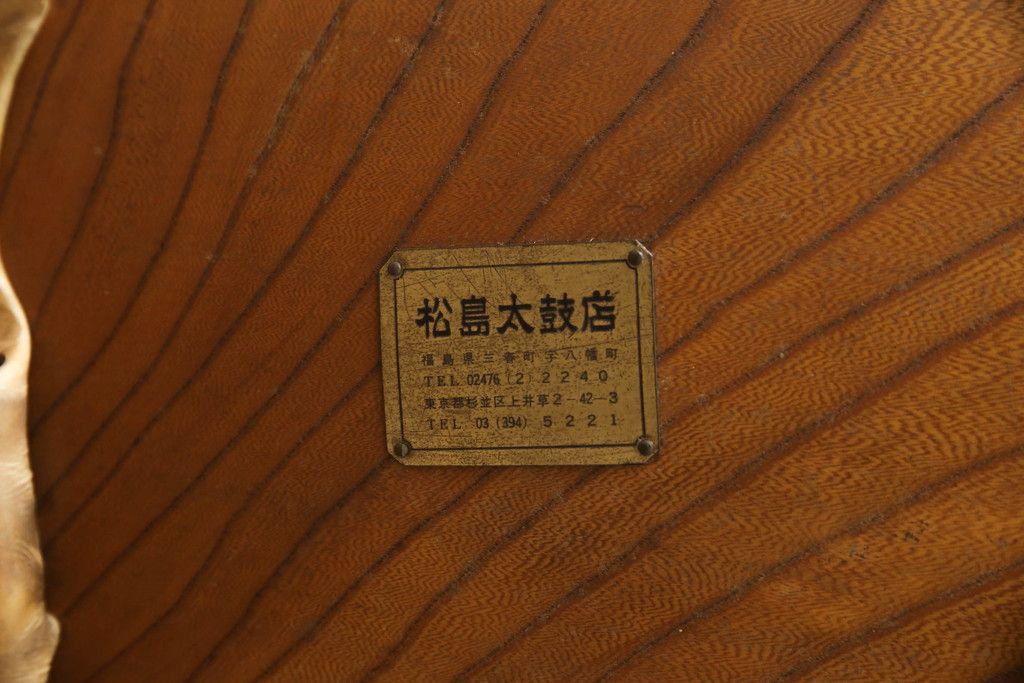 松島太鼓店
福島県三春町字八幡町
TEL 02476 (2) 2240
東京都杉並区上井草2-42-3
TEL 03 (394) 5221